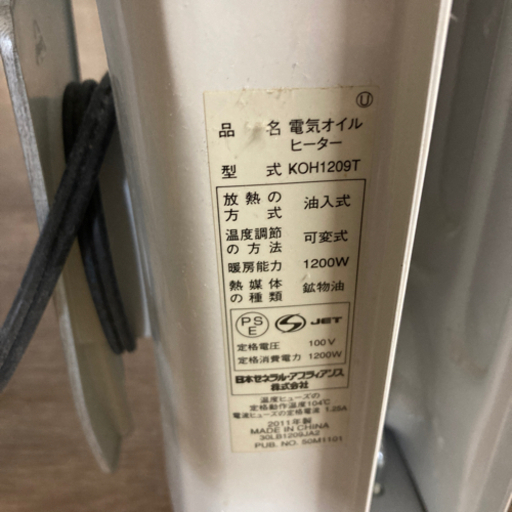 U
品名 電気オイル
ヒーター
型式 KOH1209T
放熱の
方式 油入式
温度調節
の方法 可変式
暖房能力 1200W
熱媒体
の種類 鉱物油
PS
E
JET
定格電圧 100V
定格消費電力 1200W
日本ゼネラル・アプライアンス
株式会社
温度ヒューズの
定格動作温度104℃
電流ヒューズの定格電流 1.25A
2011年製
MADE IN CHINA
30LB1209JA2
PUB. NO. 50M1101